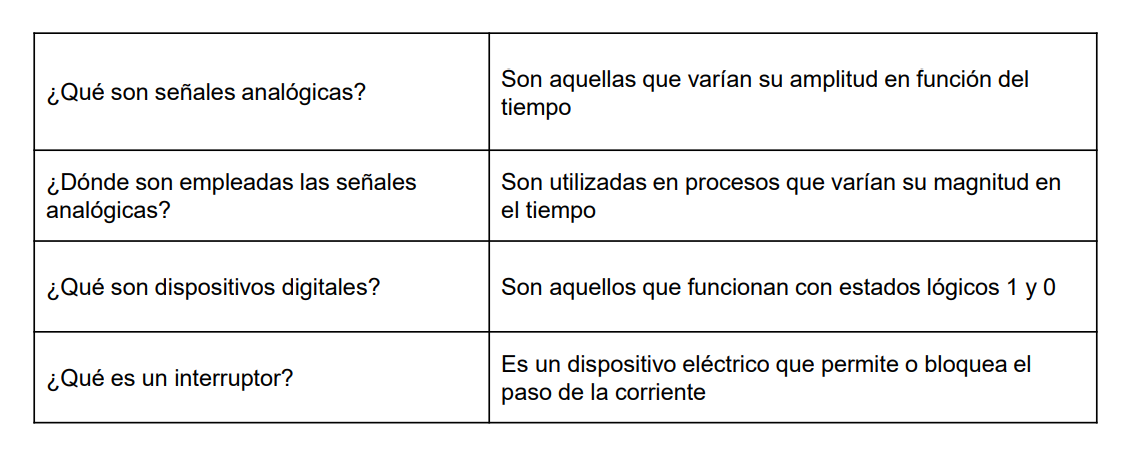 ¿Qué son señales analógicas?
Son aquellas que varían su amplitud en función del
tiempo
¿Dónde son empleadas las señales
analógicas?
Son utilizadas en procesos que varían su magnitud en
el tiempo
¿Qué son dispositivos digitales?
Son aquellos que funcionan con estados lógicos 1 y 0
¿Qué es un interruptor?
Es un dispositivo eléctrico que permite o bloquea el
paso de la corriente